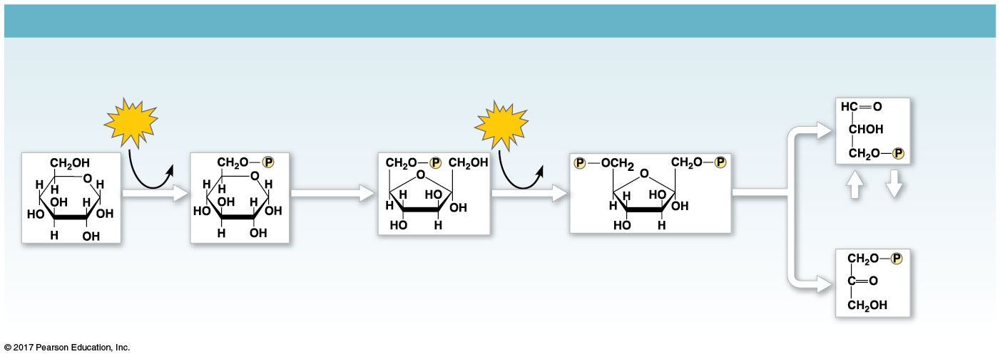 CH2OH
O
H
H
H
OH
H
HO
OH
H
OH
CH2O—P
O
H
H
H
OH
H
HO
OH
H
OH
CH2O—P
CH2OH
O
H
HO
H
OH
HO
H
P—OCH2
CH2O—P
O
H
HO
H
OH
HO
H
HC=O
CHOH
CH2O—P
CH2O—P
C=O
CH2OH
© 2017 Pearson Education, Inc.